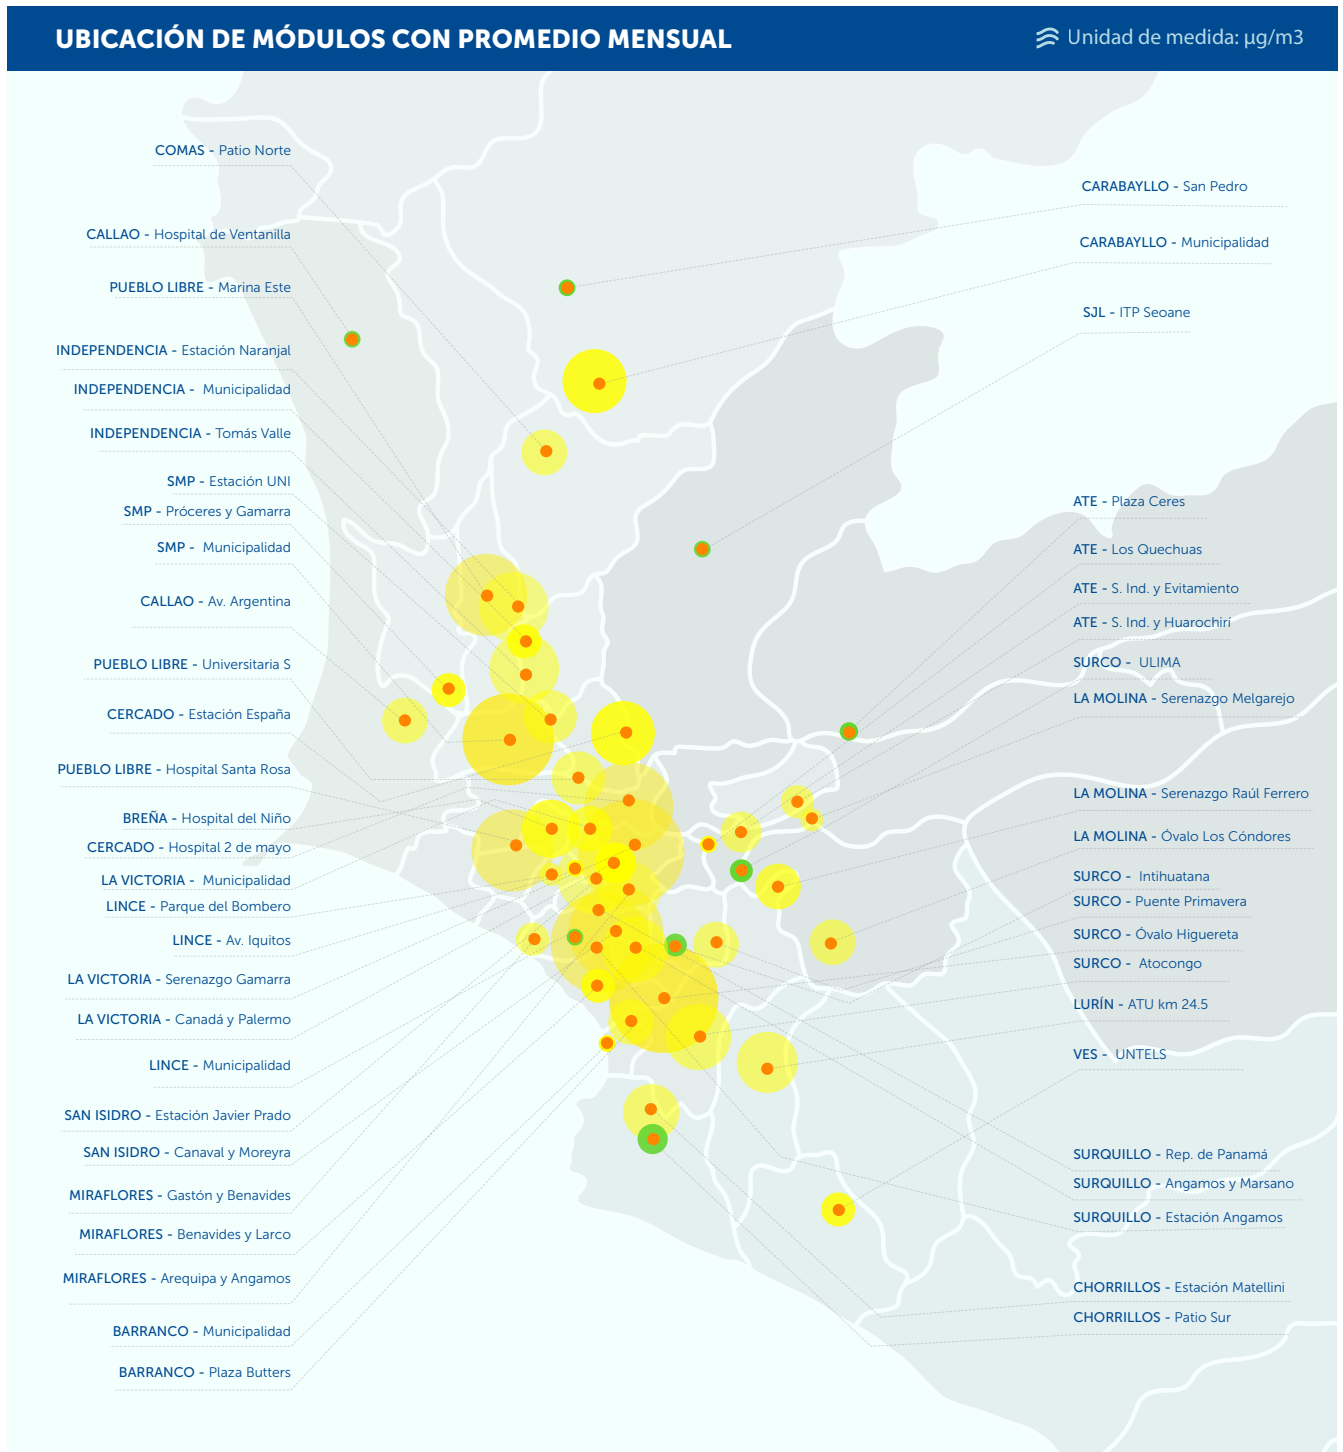 UBICACIÓN DE MÓDULOS CON PROMEDIO MENSUAL
Unidad de medida: µg/m3
COMAS - Patio Norte
CALLAO - Hospital de Ventanilla
PUEBLO LIBRE - Marina Este
INDEPENDENCIA - Estación Naranjal
INDEPENDENCIA - Municipalidad
INDEPENDENCIA - Tomás Valle
SMP - Estación UNI
SMP - Próceres y Gamarra
SMP - Municipalidad
CALLAO - Av. Argentina
PUEBLO LIBRE - Universitaria S
CERCADO - Estación España
PUEBLO LIBRE - Hospital Santa Rosa
BREÑA - Hospital del Niño
CERCADO - Hospital 2 de mayo
LA VICTORIA - Municipalidad
LINCE - Parque del Bombero
LINCE - Av. Iquitos
LA VICTORIA - Serenazgo Gamarra
LA VICTORIA - Canadá y Palermo
LINCE - Municipalidad
SAN ISIDRO - Estación Javier Prado
SAN ISIDRO - Canaval y Moreyra
MIRAFLORES - Gastón y Benavides
MIRAFLORES - Benavides y Larco
MIRAFLORES - Arequipa y Angamos
BARRANCO - Municipalidad
BARRANCO - Plaza Butters
CARABAYLLO - San Pedro
CARABAYLLO - Municipalidad
SJL - ITP Seoane
ATE - Plaza Ceres
ATE - Los Quechuas
ATE - S. Ind. y Evitamiento
ATE - S. Ind. y Huarochirí
SURCO - ULIMA
LA MOLINA - Serenazgo Melgarejo
LA MOLINA - Serenazgo Raúl Ferrero
LA MOLINA - Óvalo Los Cóndores
SURCO - Intihuatana
SURCO - Puente Primavera
SURCO - Óvalo Higuereta
SURCO - Atocongo
LURÍN - ATU km 24.5
VES - UNTELS
SURQUILLO - Rep. de Panamá
SURQUILLO - Angamos y Marsano
SURQUILLO - Estación Angamos
CHORRILLOS - Estación Matellini
CHORRILLOS - Patio Sur